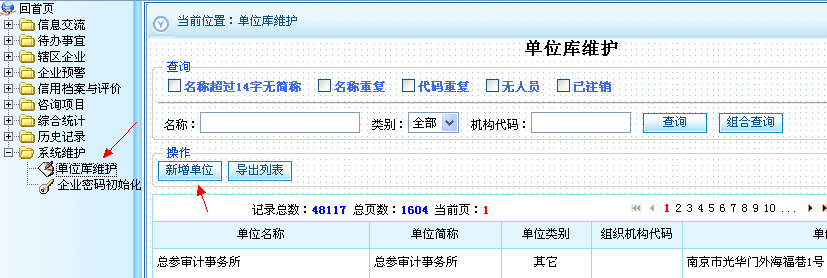 回首页
信息交流
待办事宜
辖区企业
企业预警
信用档案与评价
咨询项目
综合统计
历史记录
系统维护
单位库维护
企业密码初始化
当前位置：单位库维护
单位库维护
查询
名称超过14字无简称 名称重复 代码重复 无人员 已注销
名称： 类别：全部 机构代码： 查询 组合查询
操作
新增单位 导出列表
记录总数：48117 总页数：1604 当前页：1 1 2 3 4 5 6 7 8 9 10 ...
单位名称 单位简称 单位类别 组织机构代码
总参审计事务所 总参审计事务所 其它 南京市光华门外海福巷1号